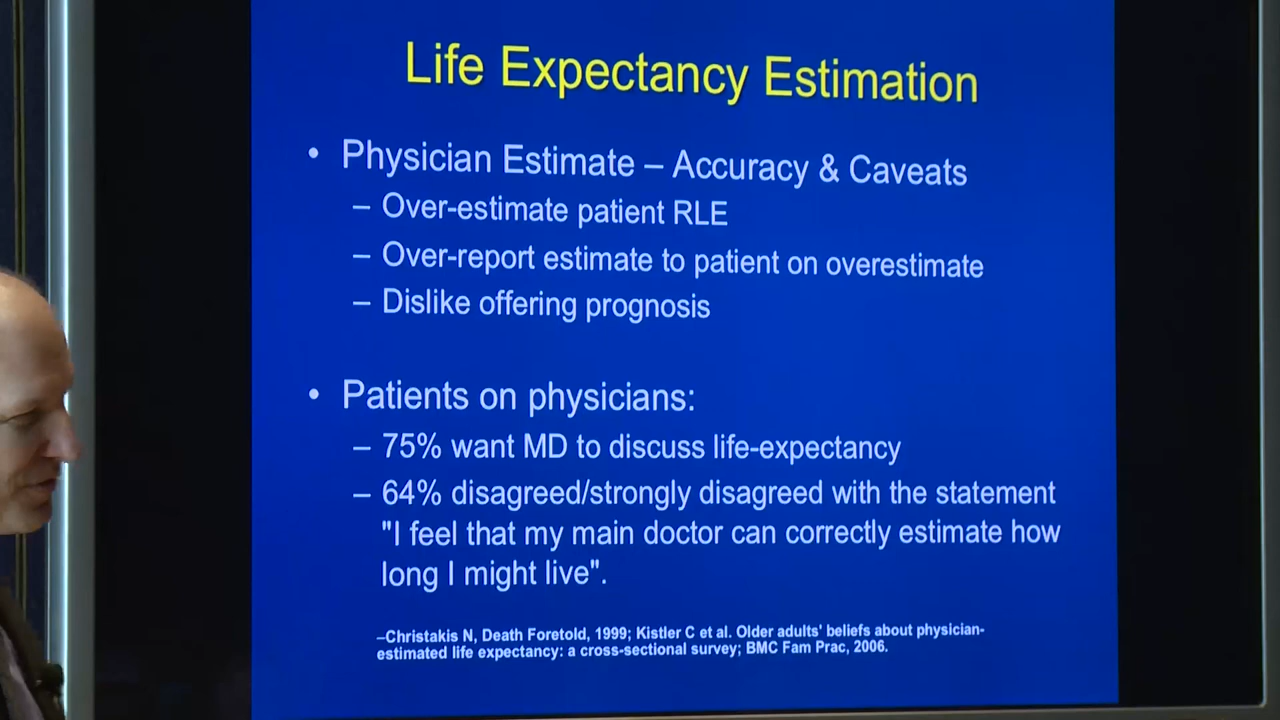 Life Expectancy Estimation
• Physician Estimate – Accuracy & Caveats
– Over-estimate patient RLE
– Over-report estimate to patient on overestimate
– Dislike offering prognosis
• Patients on physicians:
– 75% want MD to discuss life-expectancy
– 64% disagreed/strongly disagreed with the statement
"I feel that my main doctor can correctly estimate how
long I might live".
–Christakis N, Death Foretold, 1999; Kistler C et al. Older adults' beliefs about physician-
estimated life expectancy: a cross-sectional survey; BMC Fam Prac, 2006.